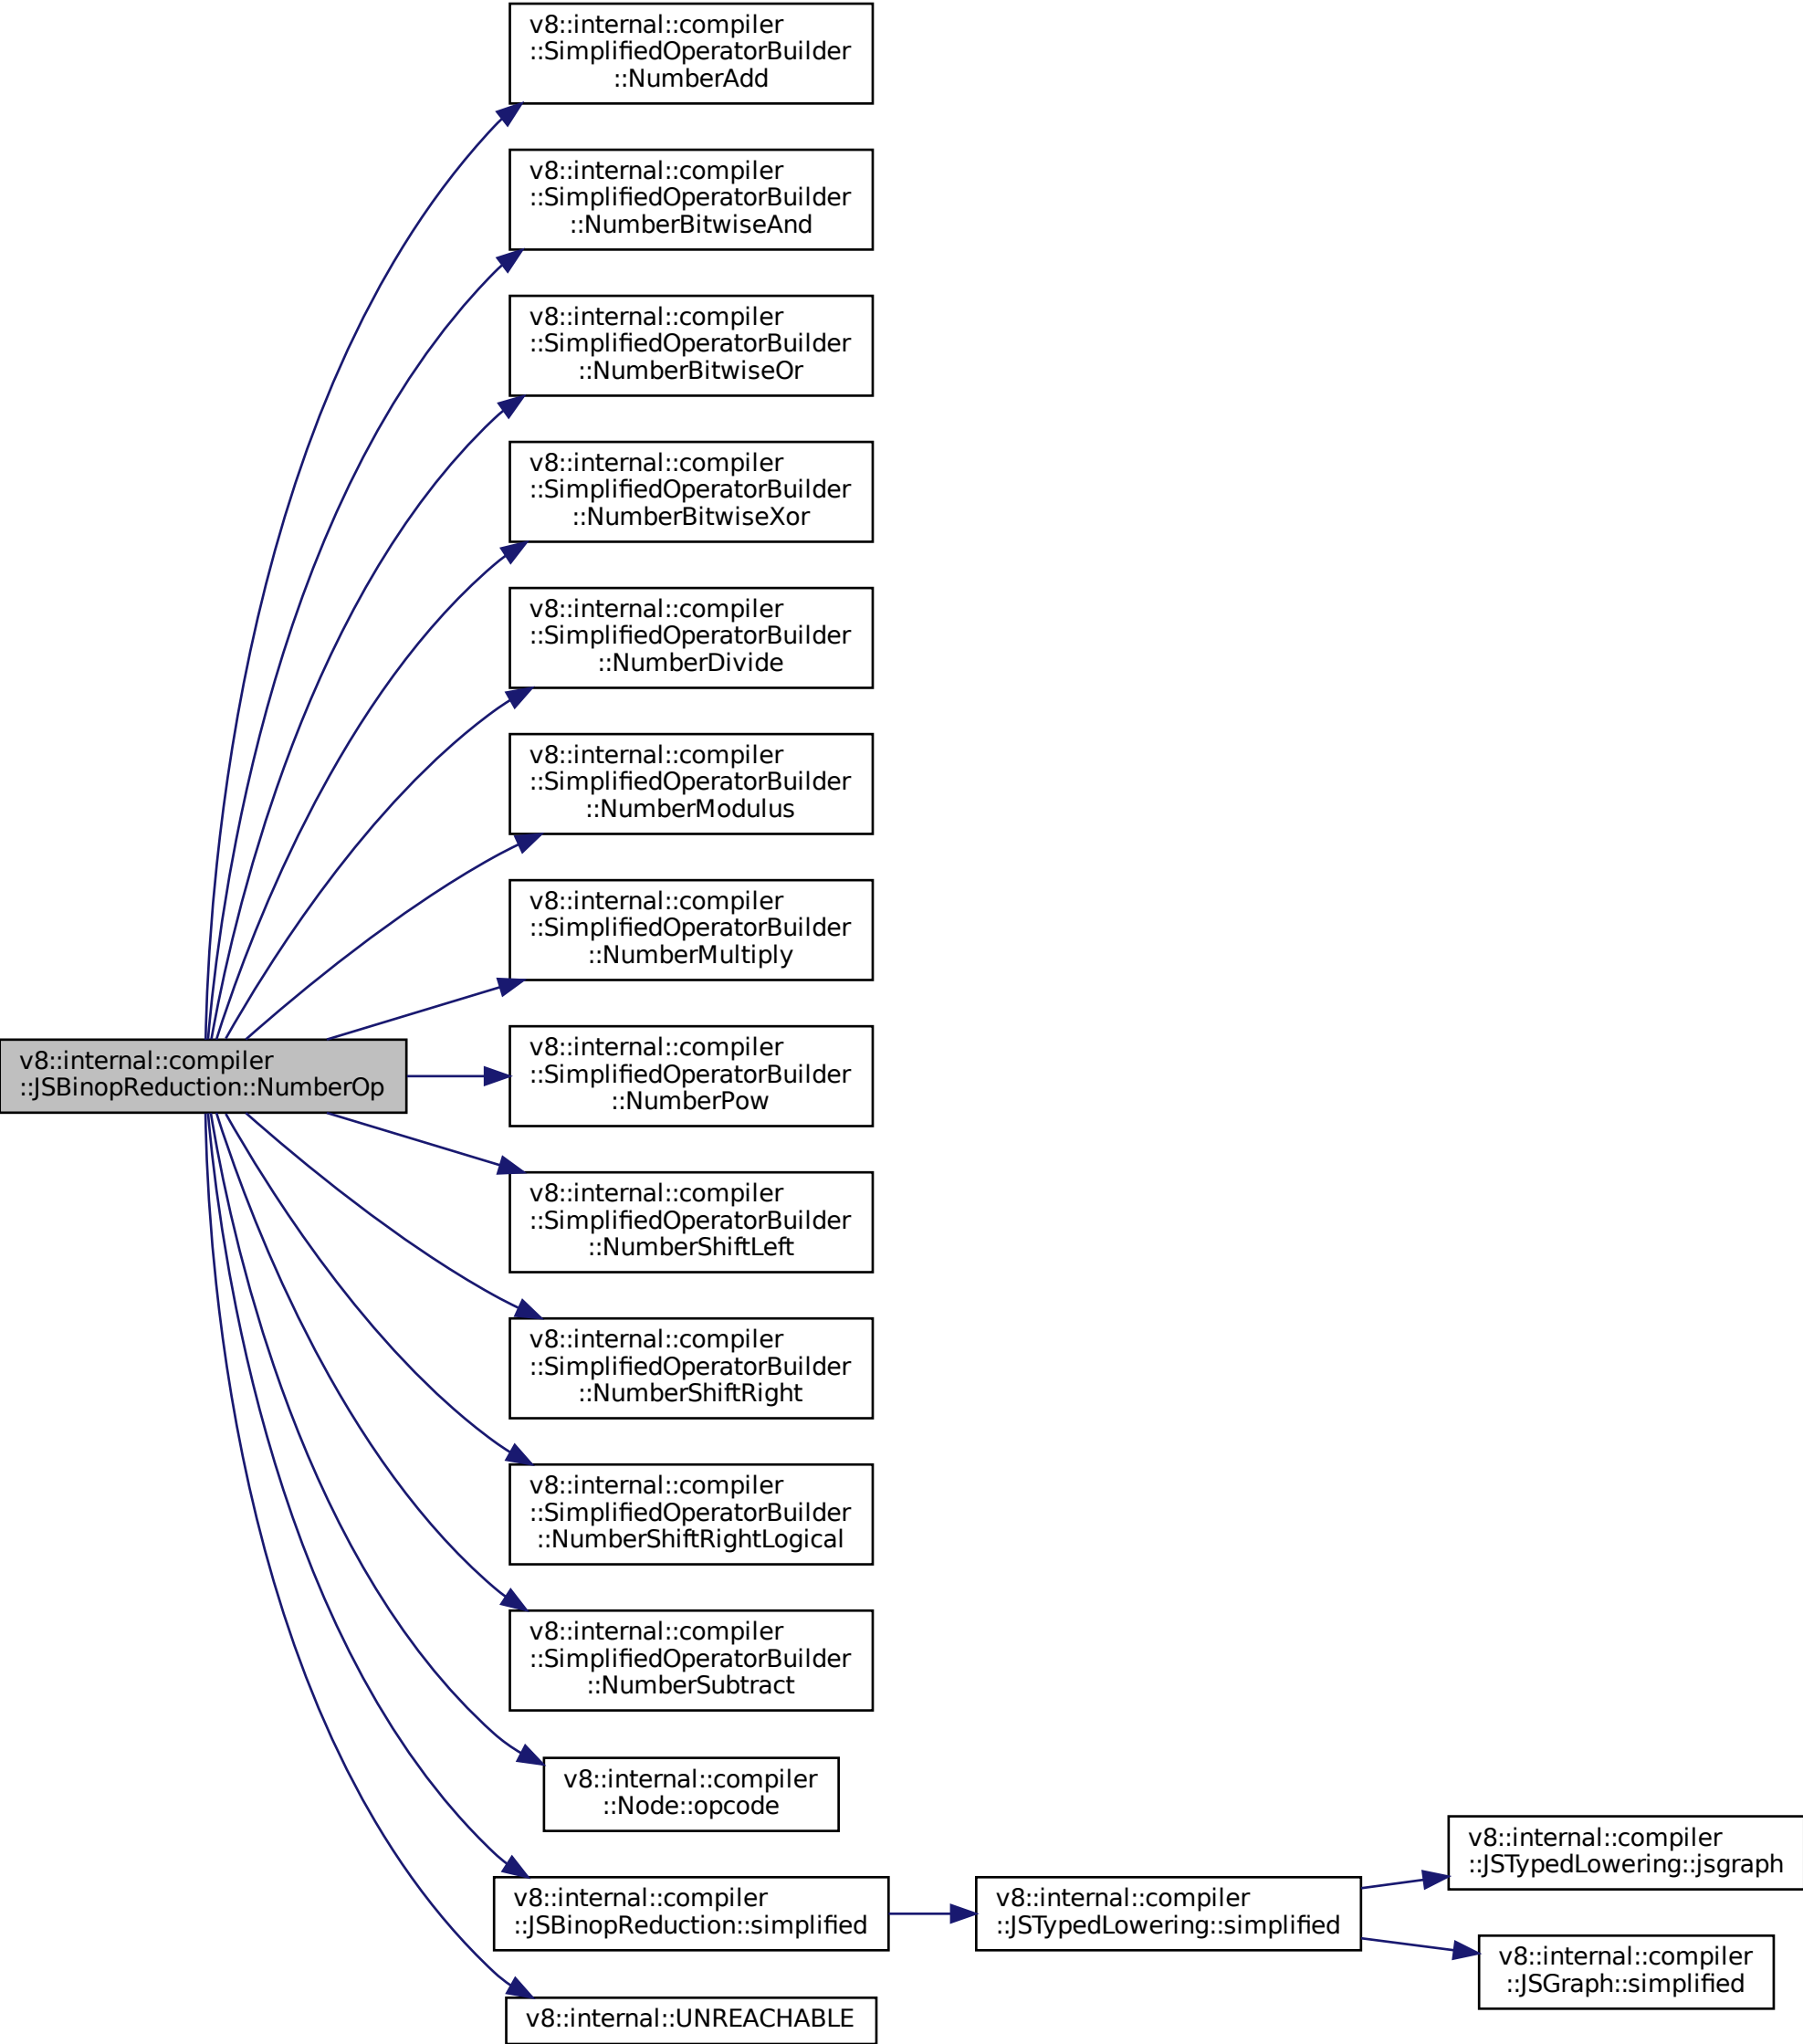 v8::internal::compiler
::SimplifiedOperatorBuilder
::NumberAdd
v8::internal::compiler
::SimplifiedOperatorBuilder
::NumberBitwiseAnd
v8::internal::compiler
::SimplifiedOperatorBuilder
::NumberBitwiseOr
v8::internal::compiler
::SimplifiedOperatorBuilder
::NumberBitwiseXor
v8::internal::compiler
::SimplifiedOperatorBuilder
::NumberDivide
v8::internal::compiler
::SimplifiedOperatorBuilder
::NumberModulus
v8::internal::compiler
::SimplifiedOperatorBuilder
::NumberMultiply
v8::internal::compiler
::JSBinopReduction::NumberOp
v8::internal::compiler
::SimplifiedOperatorBuilder
::NumberPow
v8::internal::compiler
::SimplifiedOperatorBuilder
::NumberShiftLeft
v8::internal::compiler
::SimplifiedOperatorBuilder
::NumberShiftRight
v8::internal::compiler
::SimplifiedOperatorBuilder
::NumberShiftRightLogical
v8::internal::compiler
::SimplifiedOperatorBuilder
::NumberSubtract
v8::internal::compiler
::Node::opcode
v8::internal::compiler
::JSBinopReduction::simplified
v8::internal::compiler
::JSTypedLowering::simplified
v8::internal::compiler
::JSTypedLowering::jsgraph
v8::internal::compiler
::JSGraph::simplified
v8::internal::UNREACHABLE